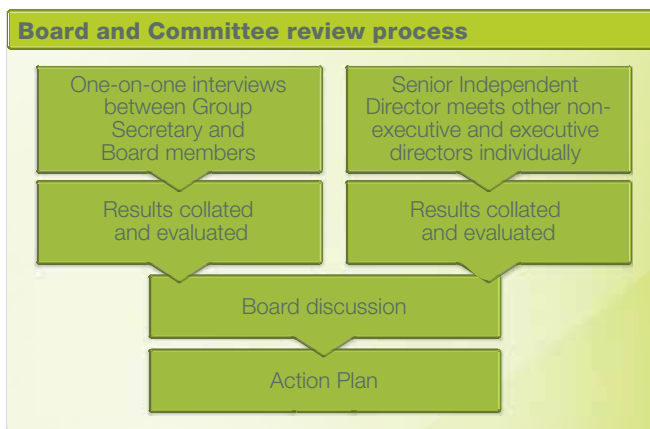 Board and Committee review process
One-on-one interviews
between Group
Secretary and
Board members
Senior Independent
Director meets other non-
executive and executive
directors individually
Results collated
and evaluated
Results collated
and evaluated
Board discussion
Action Plan